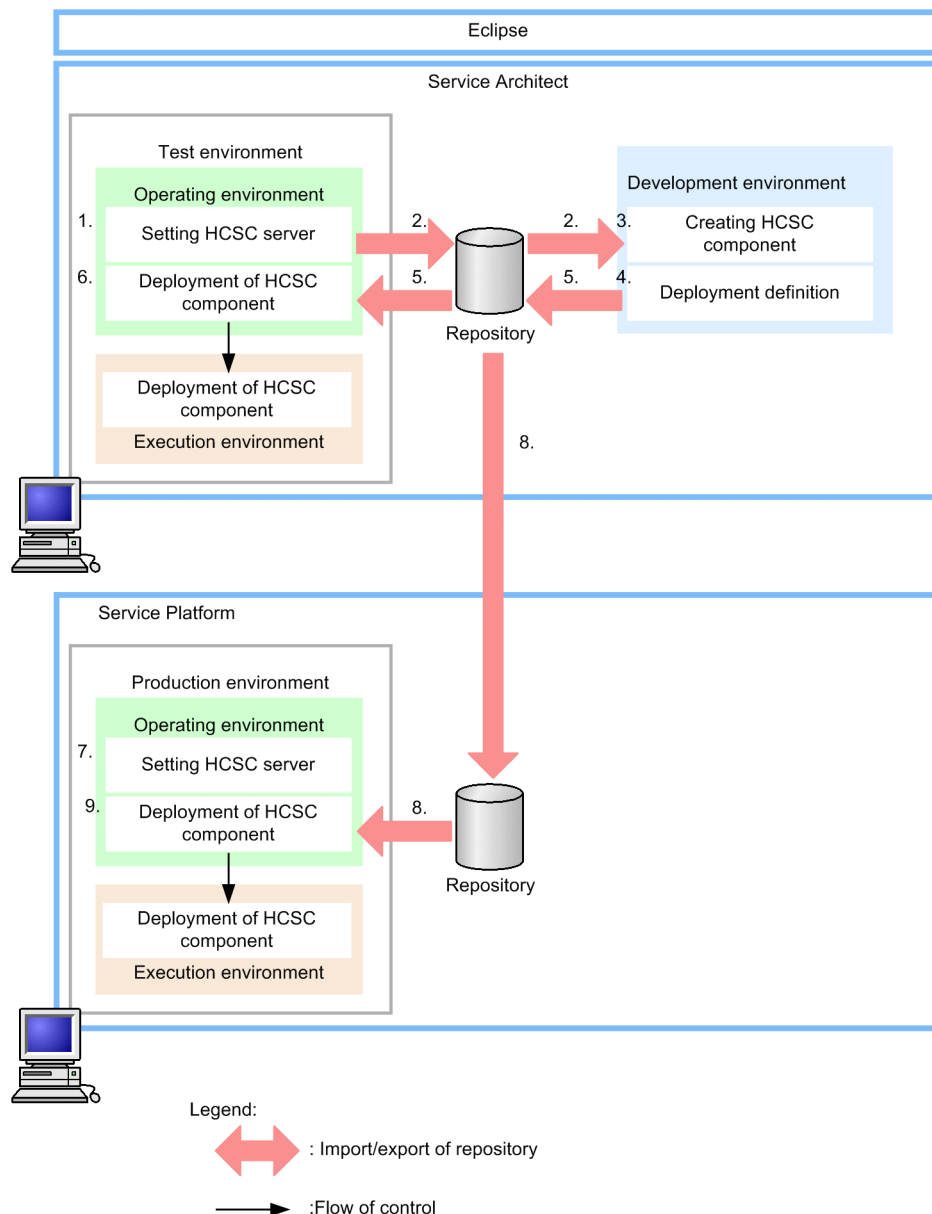 Eclipse
Service Architect
Test environment
Operating environment
1.
Setting HCSC server
2.
2.
3.
Development environment
Creating HCSC
component
6.
Deployment of HCSC
component
5.
5.
4.
Deployment definition
Repository
Deployment of HCSC
component
Execution environment
8.
Service Platform
Production environment
Operating environment
7.
Setting HCSC server
9.
Deployment of HCSC
component
8.
Repository
Deployment of HCSC
component
Execution environment
Legend:
: Import/export of repository
:Flow of control